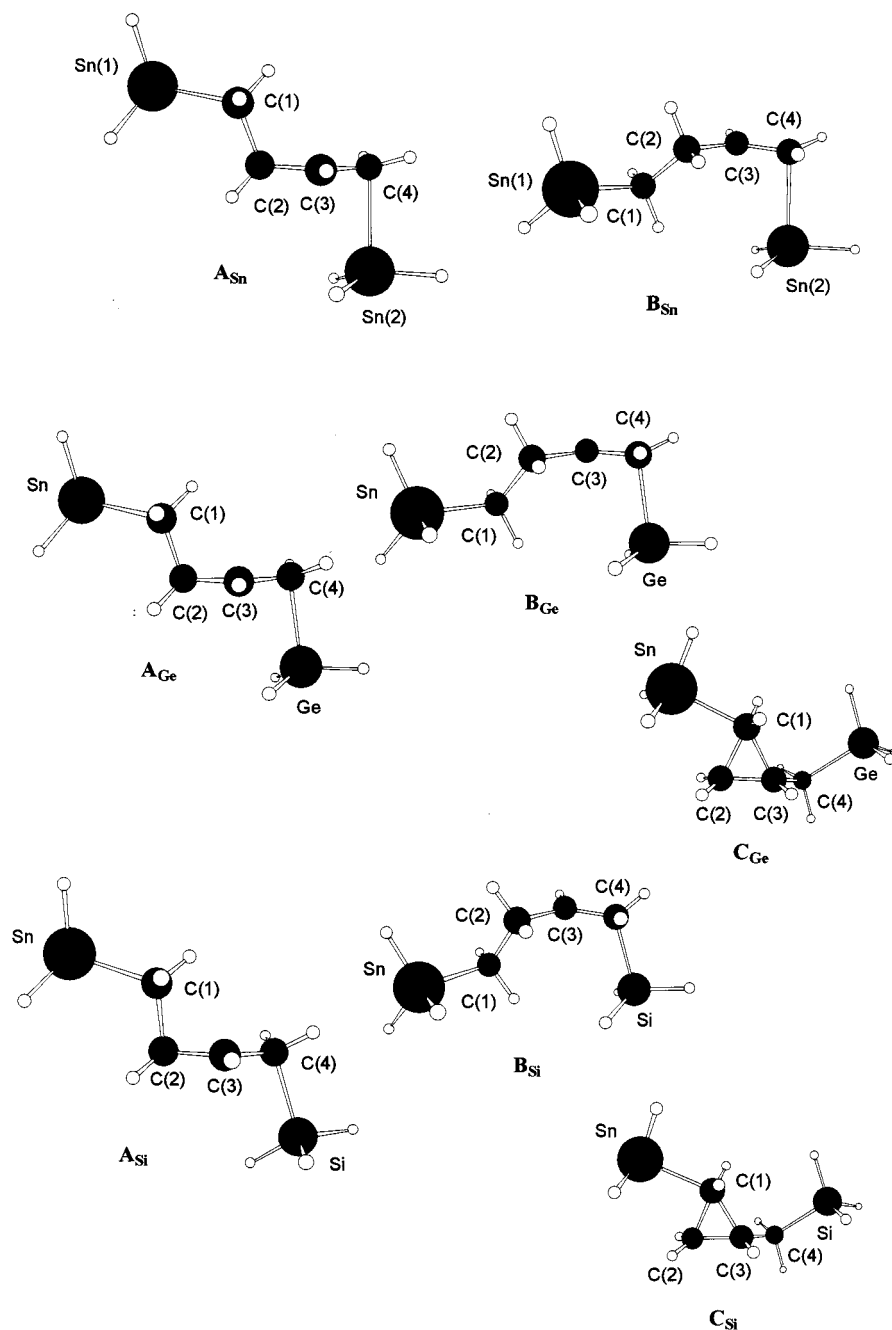 Sn(1)
C(1)
C(2)
C(3)
C(4)
Sn(2)
A_Sn
Sn(1)
C(1)
C(2)
C(3)
C(4)
Sn(2)
B_Sn
Sn
C(1)
C(2)
C(3)
C(4)
Ge
A_Ge
Sn
C(1)
C(2)
C(3)
C(4)
Ge
B_Ge
Sn
C(1)
C(2)
C(3)
C(4)
Ge
C_Ge
Sn
C(1)
C(2)
C(3)
C(4)
Si
A_Si
Sn
C(1)
C(2)
C(3)
C(4)
Si
B_Si
Sn
C(1)
C(2)
C(3)
C(4)
Si
C_Si